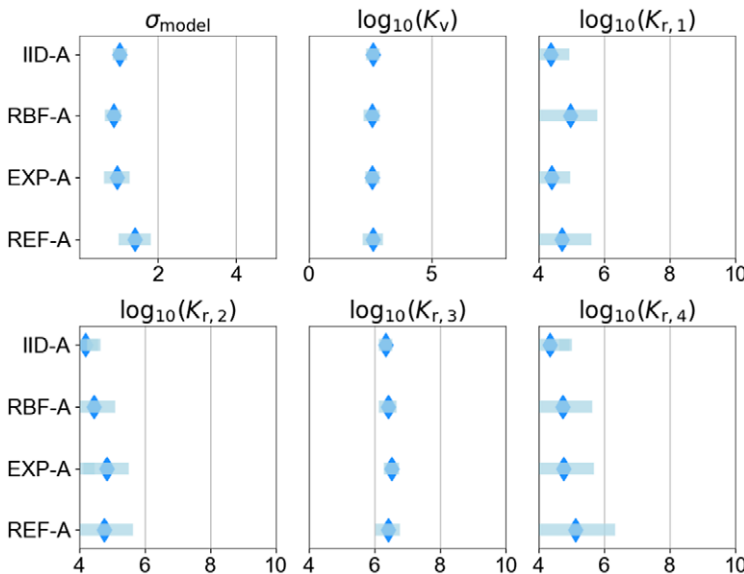 σmodel log10(Kv) log10(Kr, 1)
IID-A
RBF-A
EXP-A
REF-A
2 4 0 5 4 6 8 10
log10(Kr, 2) log10(Kr, 3) log10(Kr, 4)
IID-A
RBF-A
EXP-A
REF-A
4 6 8 10 4 6 8 10 4 6 8 10